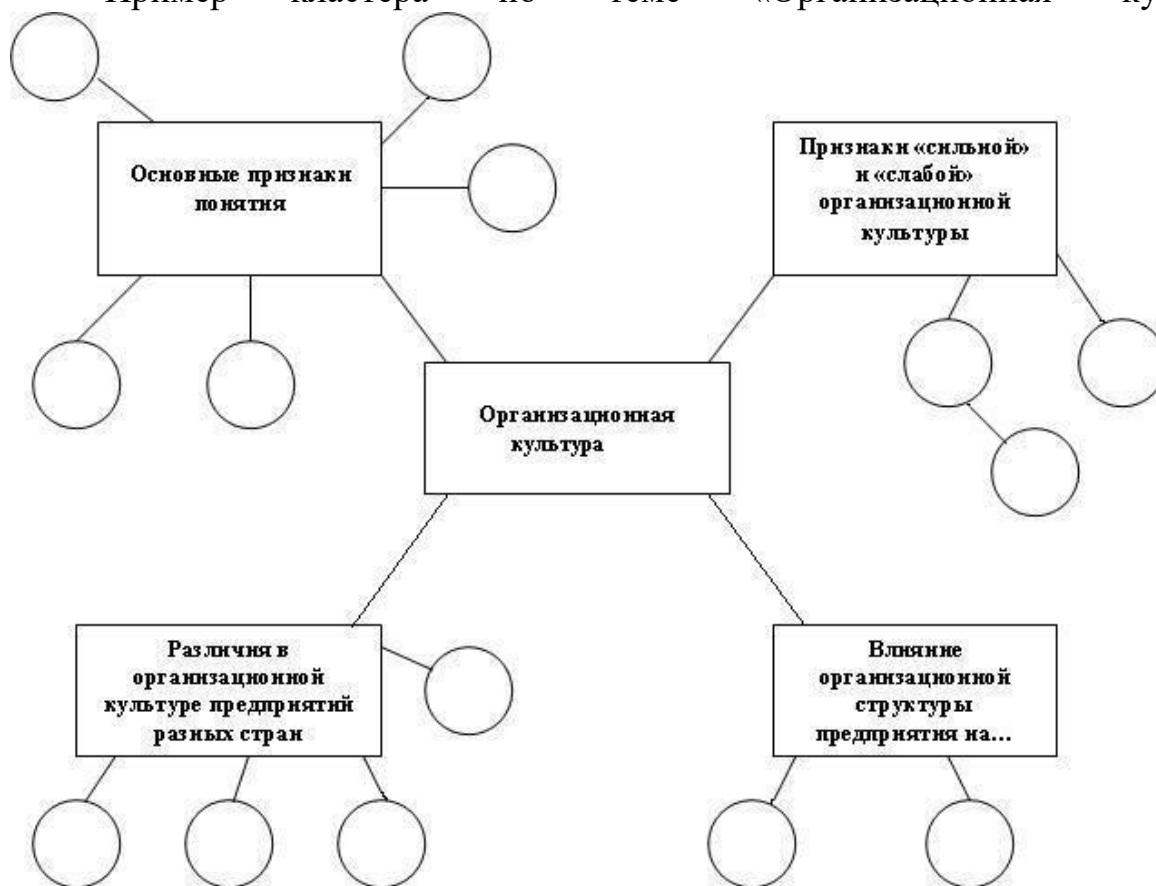 Пример кластера по теме «Организационная ку
Основные признаки
понятия
Признаки «сильной»
и «слабой»
организационной
культуры
Организационная
культура
Различия в
организационной
культуре предприятий
разных стран
Влияние
организационной
структуры
предприятия на...